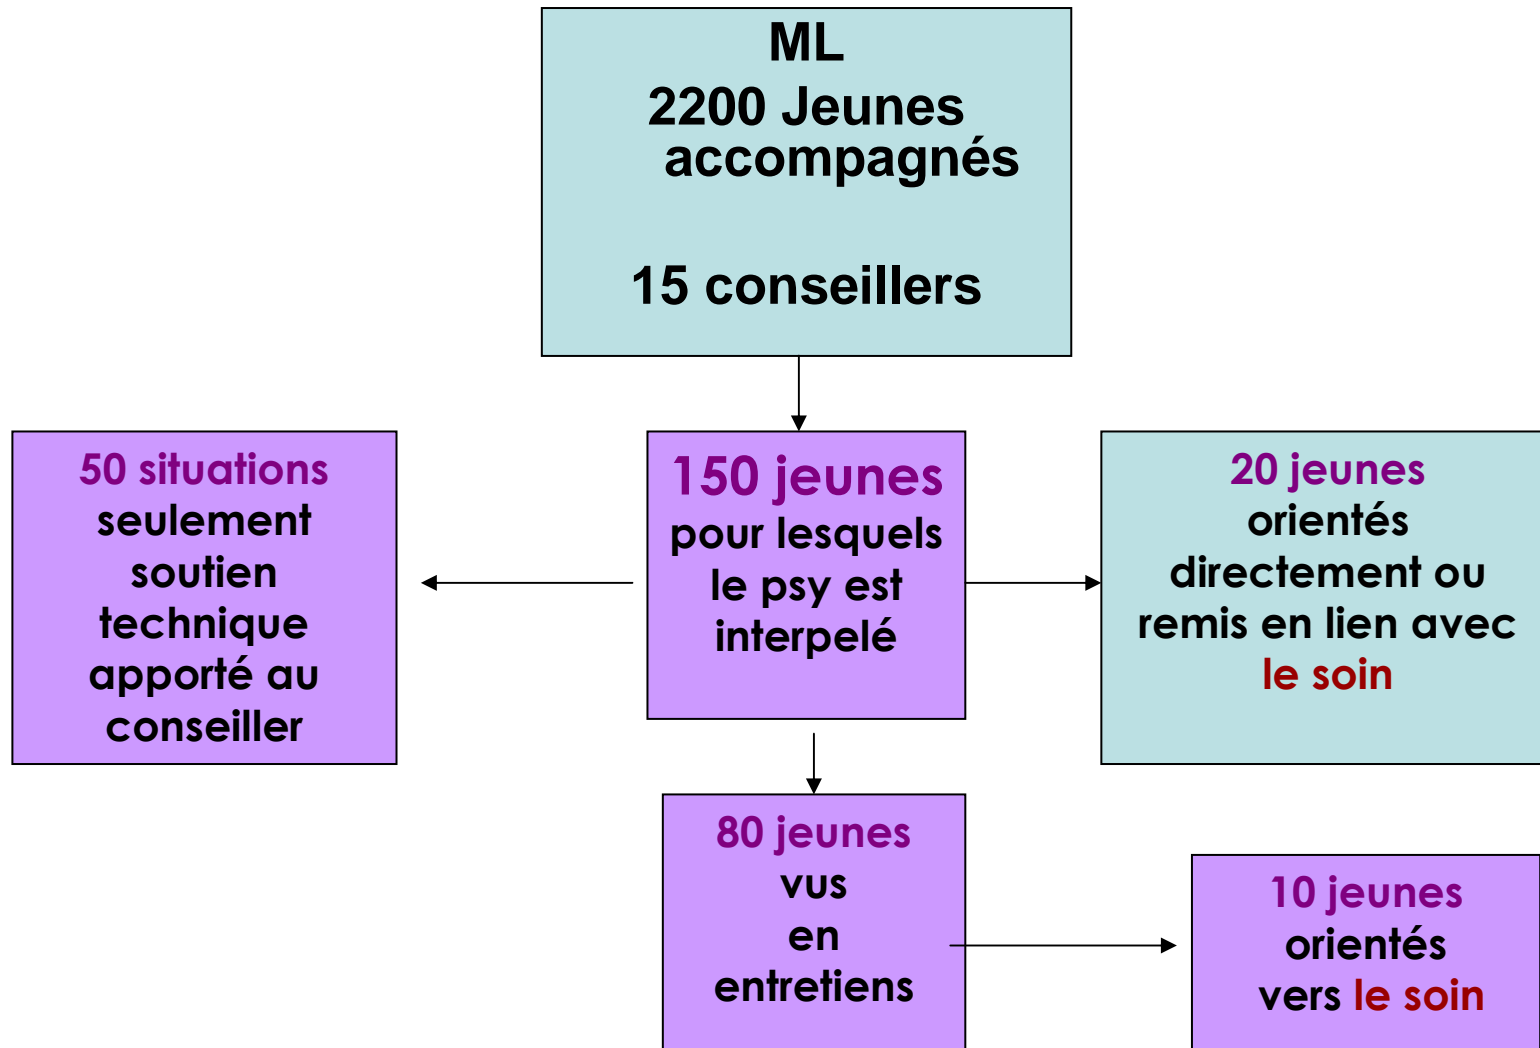 ML
2200 Jeunes
accompagnés
15 conseillers
50 situations
seulement
soutien
technique
apporté au
conseiller
150 jeunes
pour lesquels
le psy est
interpelé
20 jeunes
orientés
directement ou
remis en lien avec
le soin
80 jeunes
vus
en
entretiens
10 jeunes
orientés
vers le soin